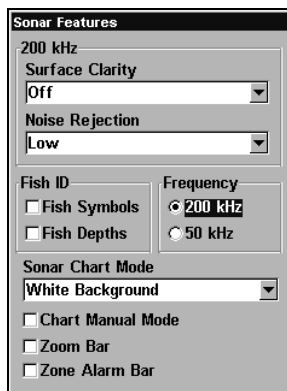 Sonar Features
200 kHz
Surface Clarity
Off
Noise Rejection
Low
Fish ID
Fish Symbols
Fish Depths
Frequency
200 kHz
50 kHz
Sonar Chart Mode
White Background
Chart Manual Mode
Zoom Bar
Zone Alarm Bar